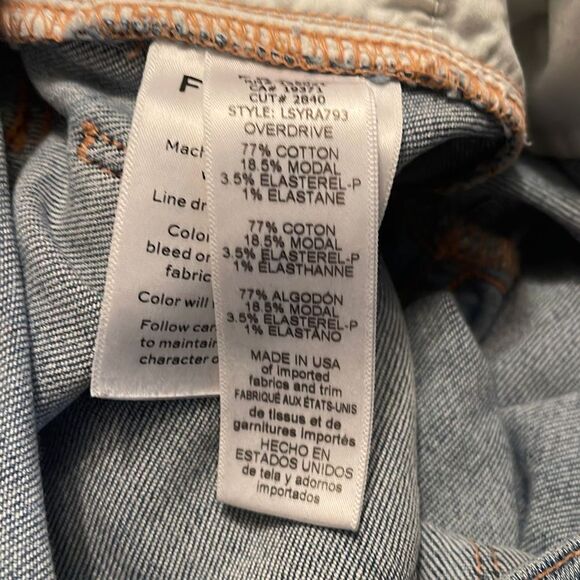 CA# 19371
CUT# 2840
STYLE: LSYRA793
OVERDRIVE
77% COTTON
18.5% MODAL
3.5% ELASTEREL-P
1% ELASTANE
77% COTON
18.5% MODAL
3.5% ELASTEREL-P
1% ELASTHANNE
77% ALGODÓN
18.5% MODAL
3.5% ELASTEREL-P
1% ELASTANO
MADE IN USA
of imported
fabrics and trim
FABRIQUÉ AUX ÉTATS-UNIS
de tissus et de
garnitures importés
HECHO EN
ESTADOS UNIDOS
de tela y adornos
importados
F
Mach
Line dr
Color
bleed or
fabric
Color will
Follow car
to maintain
character o